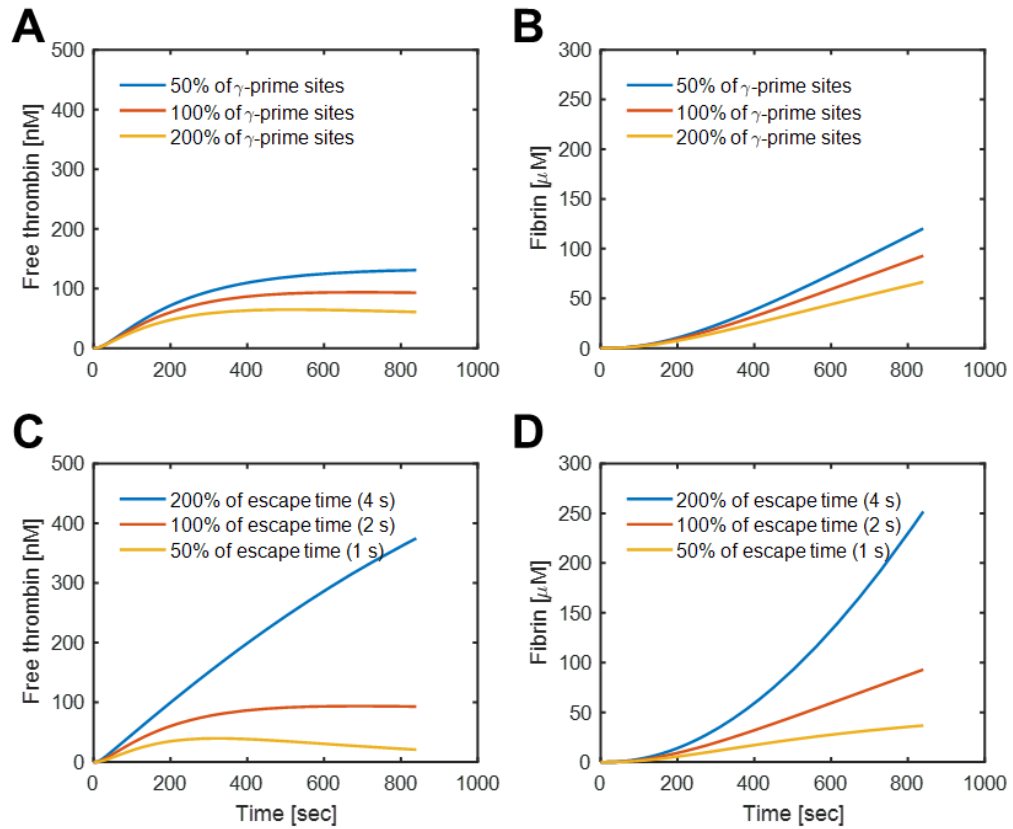 A
Free thrombin [nM]
500
400
300
200
100
0
50% of γ-prime sites
100% of γ-prime sites
200% of γ-prime sites
0 200 400 600 800 1000
B
Fibrin [μM]
300
250
200
150
100
50
0
50% of γ-prime sites
100% of γ-prime sites
200% of γ-prime sites
0 200 400 600 800 1000
C
Free thrombin [nM]
500
400
300
200
100
0
200% of escape time (4 s)
100% of escape time (2 s)
50% of escape time (1 s)
0 200 400 600 800 1000
Time [sec]
D
Fibrin [μM]
300
250
200
150
100
50
0
200% of escape time (4 s)
100% of escape time (2 s)
50% of escape time (1 s)
0 200 400 600 800 1000
Time [sec]